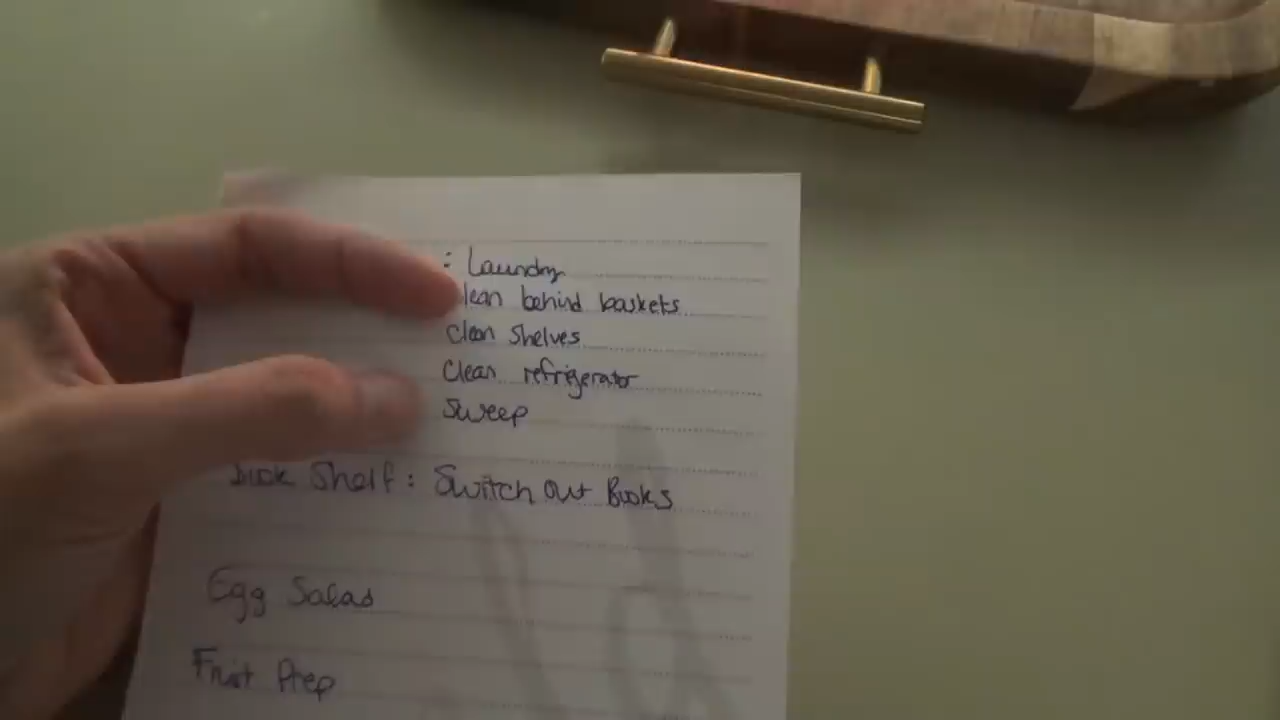 : Laundry
lean behind baskets
Clean Shelves
Clean refrigerator
Sweep
Shelf: Switch Out Books
Egg Salad
Fruit Prep